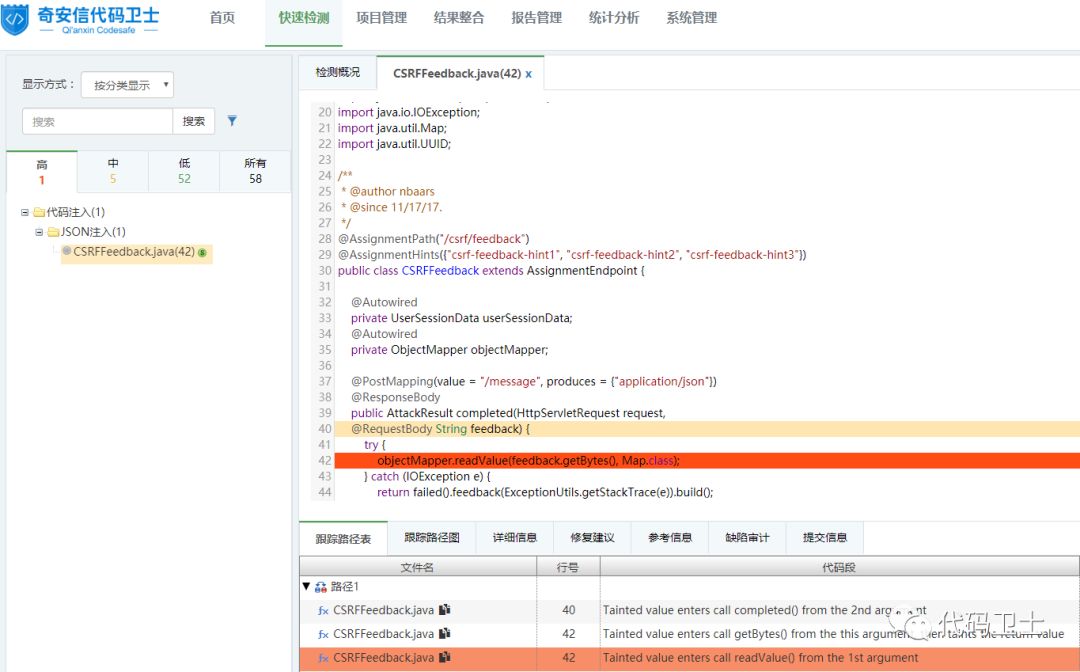 奇安信代码卫士
Qi'anxin Codesafe
首页 快速检测 项目管理 结果整合 报告管理 统计分析 系统管理
显示方式： 按分类显示
搜索 搜索
高 中 低 所有
1 5 52 58
代码注入(1)
JSON注入(1)
CSRFFeedback.java(42)
检测概况 CSRFFeedback.java(42) x
20 import java.io.IOException;
21 import java.util.Map;
22 import java.util.UUID;
23
24 /**
25 * @author nbaars
26 * @since 11/17/17.
27 */
28 @AssignmentPath("/csrf/feedback")
29 @AssignmentHints({"csrf-feedback-hint1", "csrf-feedback-hint2", "csrf-feedback-hint3"})
30 public class CSRFFeedback extends AssignmentEndpoint {
31
32 @Autowired
33 private UserSessionData userSessionData;
34 @Autowired
35 private ObjectMapper objectMapper;
36
37 @PostMapping(value = "/message", produces = {"application/json"})
38 @ResponseBody
39 public AttackResult completed(HttpServletRequest request,
40 @RequestBody String feedback) {
41 try {
42 objectMapper.readValue(feedback.getBytes(), Map.class);
43 } catch (IOException e) {
44 return failed().feedback(ExceptionUtils.getStackTrace(e)).build();
跟踪路径表 跟踪路径图 详细信息 修复建议 参考信息 缺陷审计 提交信息
文件名 行号 代码段
路径1
fx CSRFFeedback.java 40 Tainted value enters call completed() from the 2nd argument
fx CSRFFeedback.java 42 Tainted value enters call getBytes() from the this argument, then taints the return value
fx CSRFFeedback.java 42 Tainted value enters call readValue() from the 1st argument
代码卫士